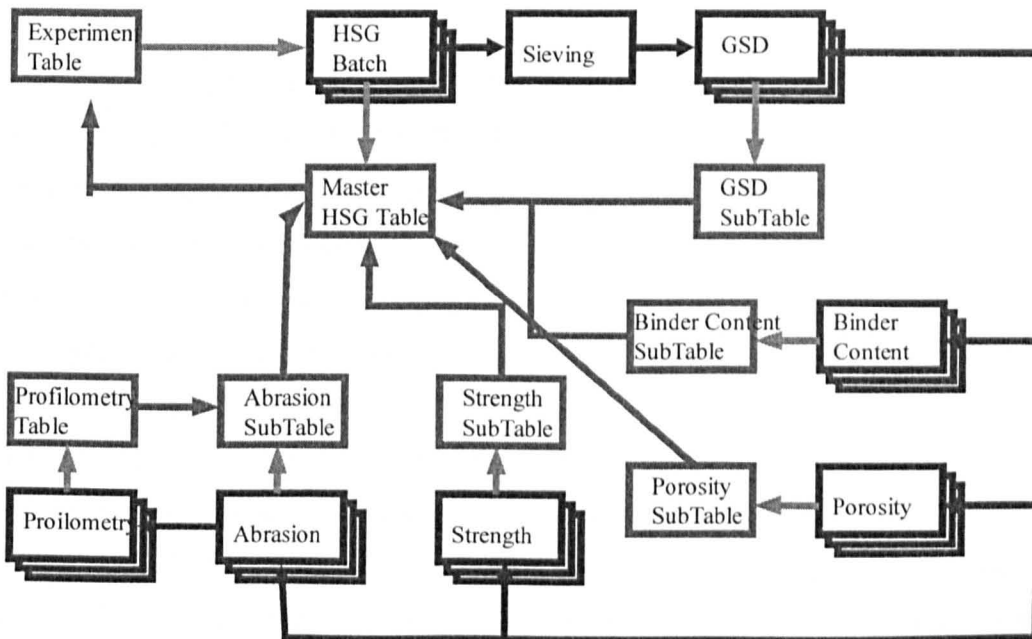 Experimen
Table
HSG
Batch
Sieving
GSD
Master
HSG Table
GSD
SubTable
Binder Content
SubTable
Binder
Content
Profilometry
Table
Abrasion
SubTable
Strength
SubTable
Porosity
SubTable
Porosity
Proilometry
Abrasion
Strength